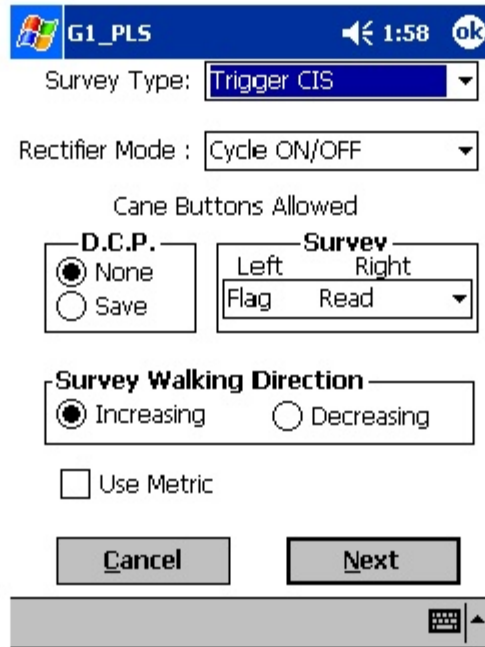 G1_PLS 1:58 ok
Survey Type: Trigger CIS
Rectifier Mode : Cycle ON/OFF
Cane Buttons Allowed
D.C.P.
None
Save
Survey
Left Right
Flag Read
Survey Walking Direction
Increasing Decreasing
Use Metric
Cancel Next